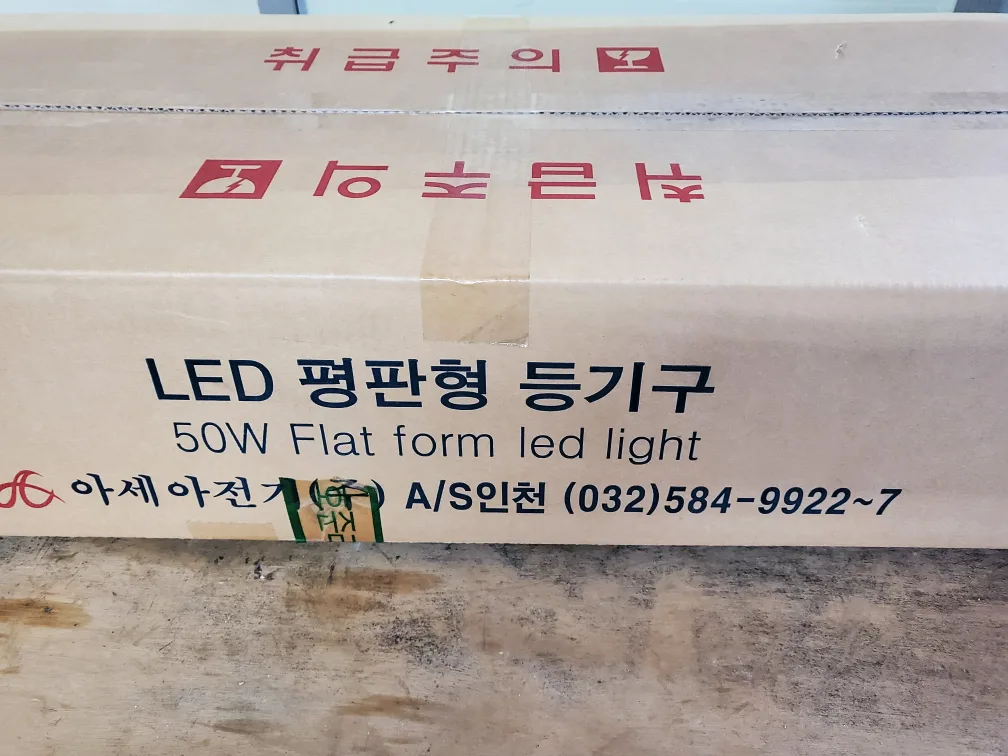 취급주의
취급주의
LED 평판형 등기구
50W Flat form led light
아세아전기 A/S인천 (032)584-9922~7